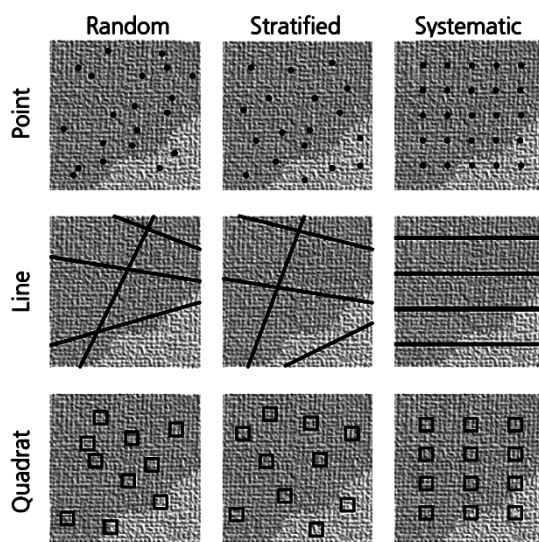 Random
Stratified
Systematic
Point
Line
Quadrat